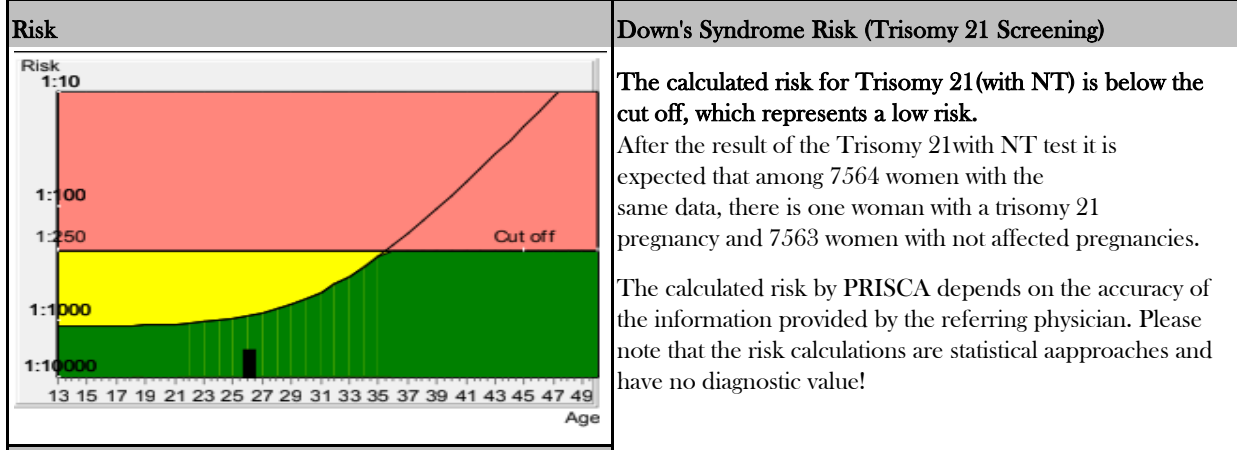 Risk
Risk
1:10
1:100
1:250
Cut off
1:1000
1:10000
13 15 17 19 21 23 25 27 29 31 33 35 37 39 41 43 45 47 49
Age
Down's Syndrome Risk (Trisomy 21 Screening)
The calculated risk for Trisomy 21(with NT) is below the
cut off, which represents a low risk.
After the result of the Trisomy 21with NT test it is
expected that among 7564 women with the
same data, there is one woman with a trisomy 21
pregnancy and 7563 women with not affected pregnancies.
The calculated risk by PRISCA depends on the accuracy of
the information provided by the referring physician. Please
note that the risk calculations are statistical aapproaches and
have no diagnostic value!